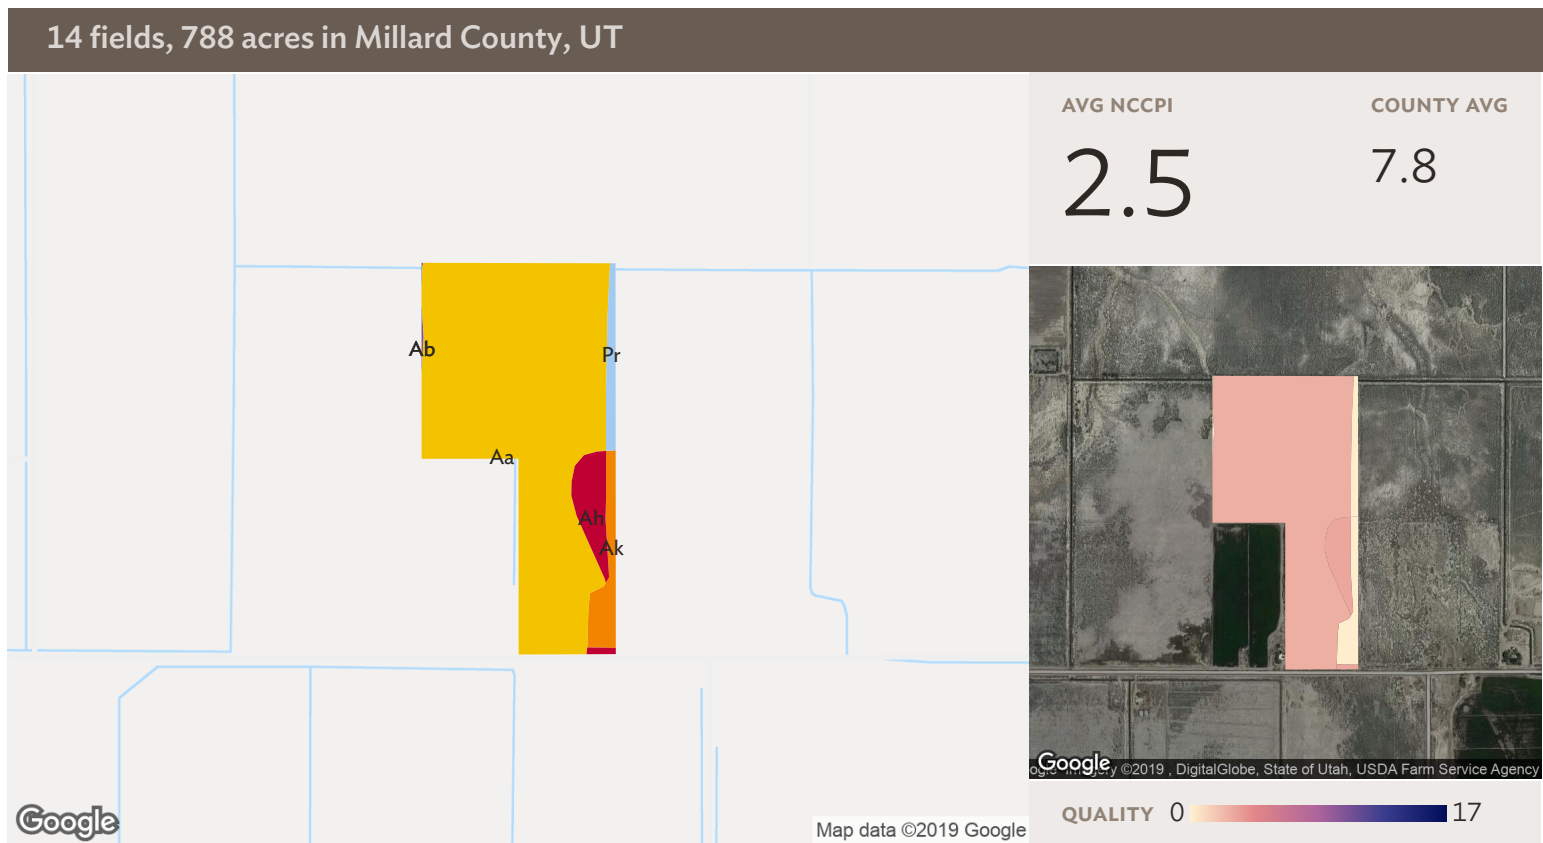 14 fields, 788 acres in Millard County, UT
AVG NCCPI
COUNTY AVG
2.5
7.8
Ab
Pr
Aa
Ah
Ak
Google
Map data ©2019 Google
Google
Imagery ©2019 , DigitalGlobe, State of Utah, USDA Farm Service Agency
QUALITY 0 17